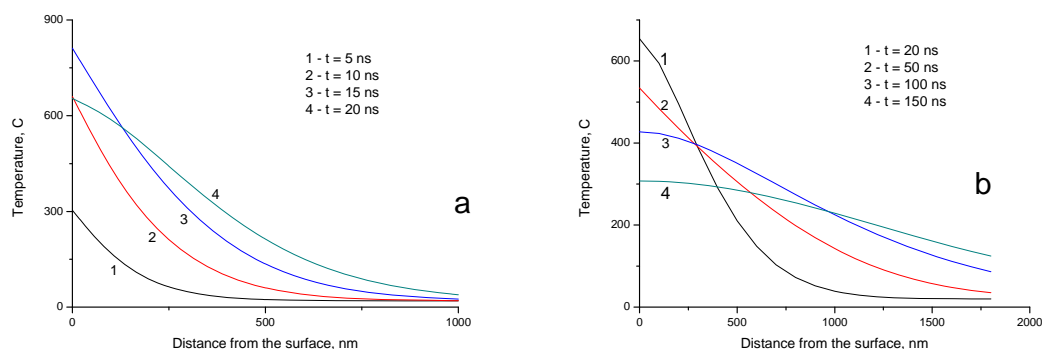 900
600
300
0
Temperature, C
0
500
1000
Distance from the surface, nm
1 - t = 5 ns
2 - t = 10 ns
3 - t = 15 ns
4 - t = 20 ns
1
2
3
4
a
600
400
200
0
Temperature, C
0
500
1000
1500
2000
Distance from the surface, nm
1 - t = 20 ns
2 - t = 50 ns
3 - t = 100 ns
4 - t = 150 ns
1
2
3
4
b